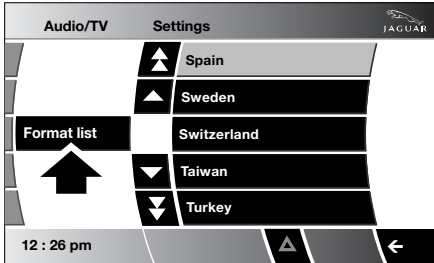 Audio/TV Settings
JAGUAR
Spain
Sweden
Format list
Switzerland
Taiwan
Turkey
12 : 26 pm